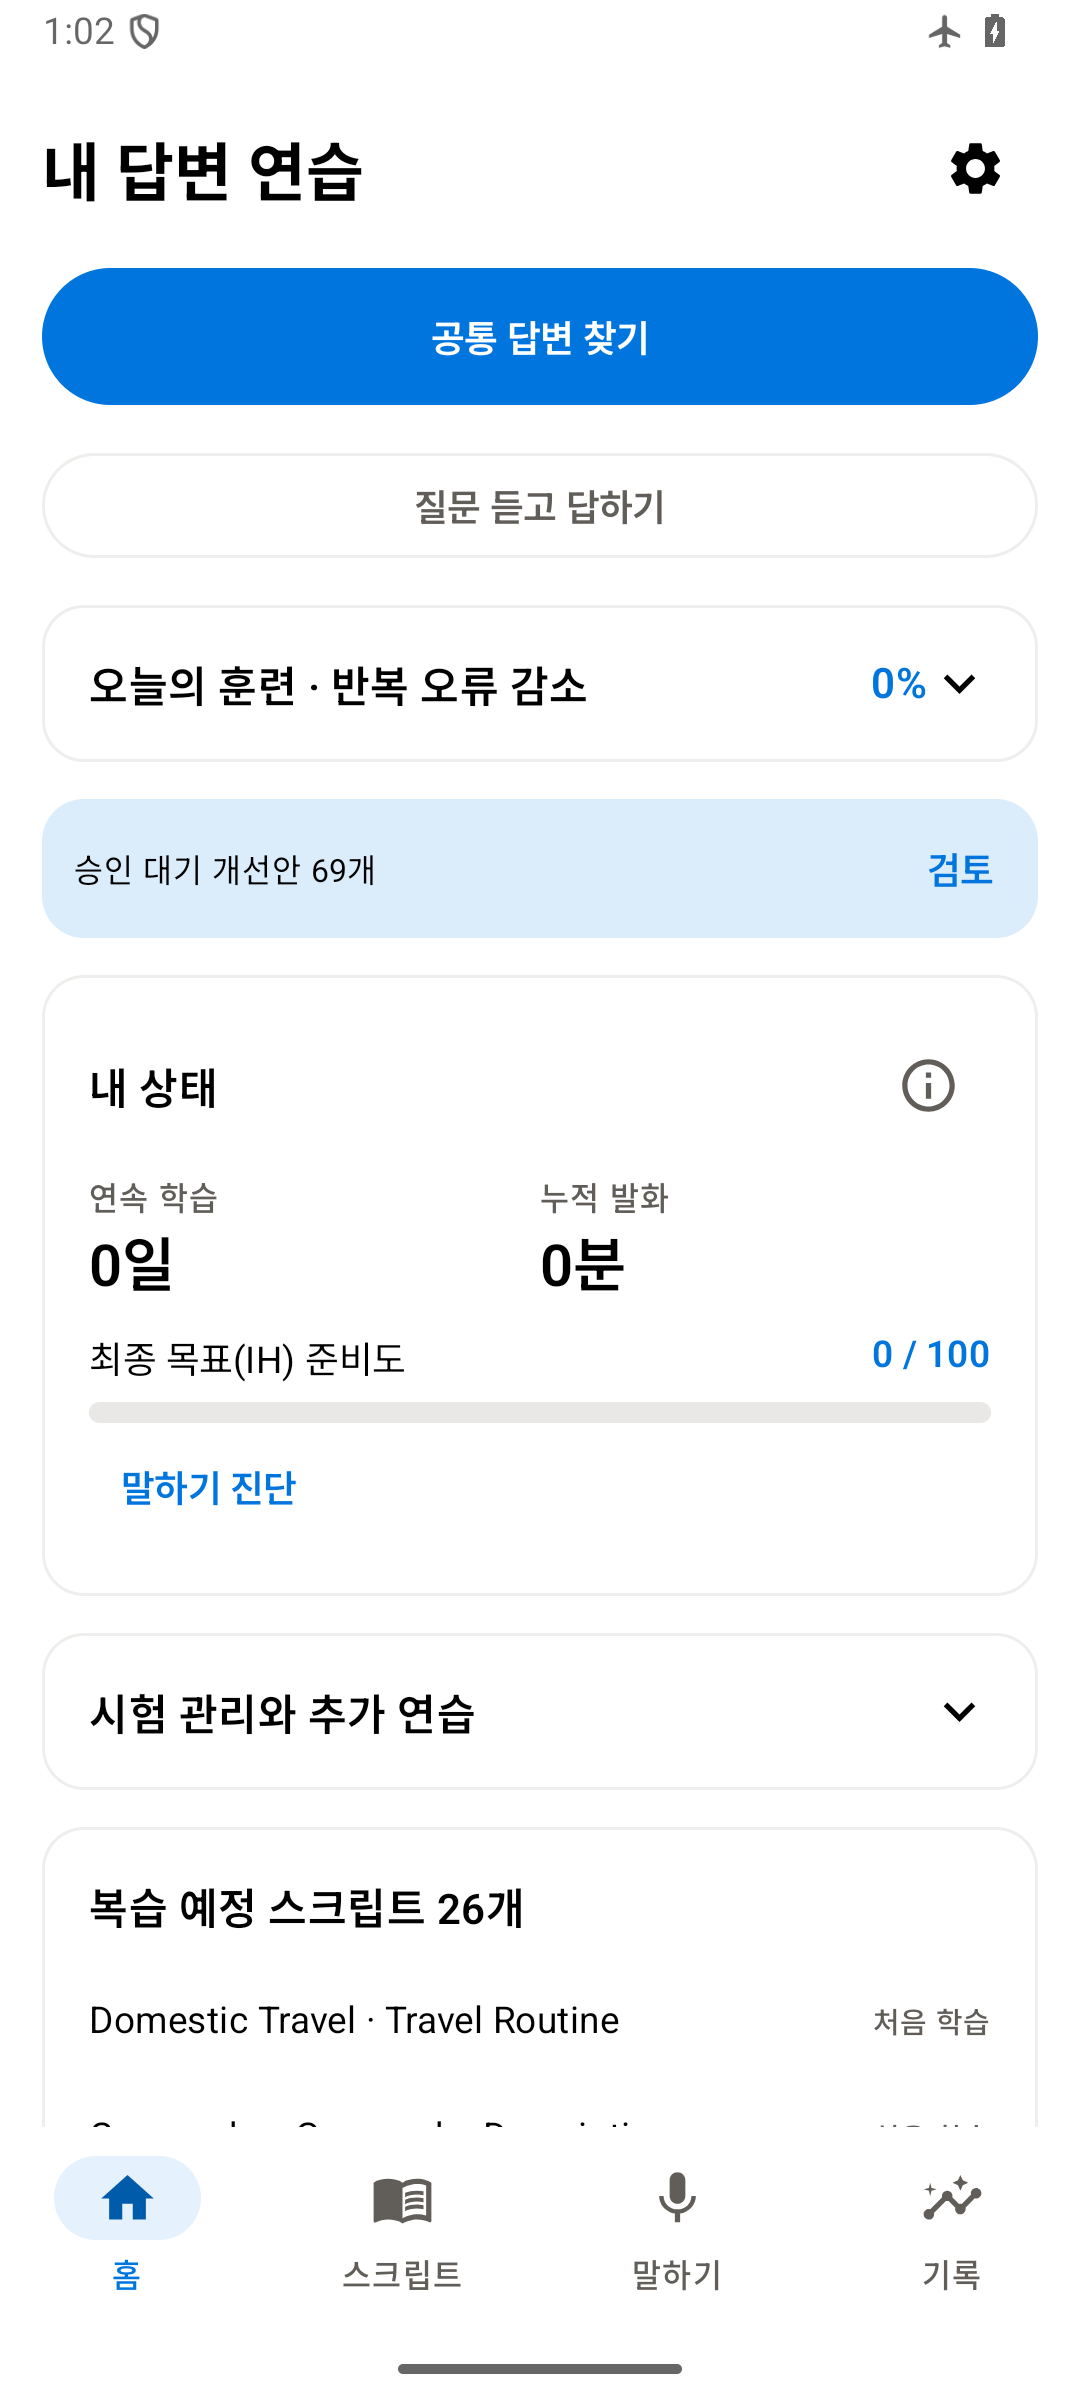 1:02
내 답변 연습
공통 답변 찾기
질문 듣고 답하기
오늘의 훈련 · 반복 오류 감소 0%
승인 대기 개선안 69개 검토
내 상태
연속 학습 누적 발화
0일 0분
최종 목표(IH) 준비도 0 / 100
말하기 진단
시험 관리와 추가 연습
복습 예정 스크립트 26개
Domestic Travel · Travel Routine 처음 학습
홈 스크립트 말하기 기록